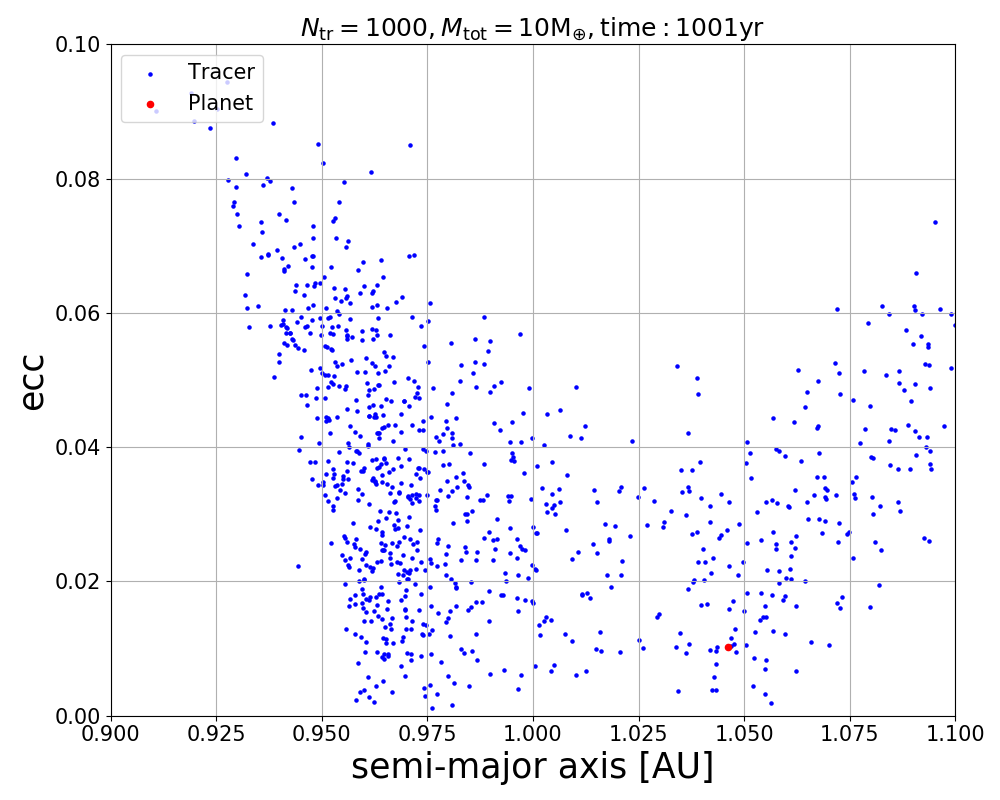 N_tr = 1000, M_tot = 10M_⊕, time : 1001yr
Tracer
Planet
ecc
0.10
0.08
0.06
0.04
0.02
0.00
0.900 0.925 0.950 0.975 1.000 1.025 1.050 1.075 1.100
semi-major axis [AU]